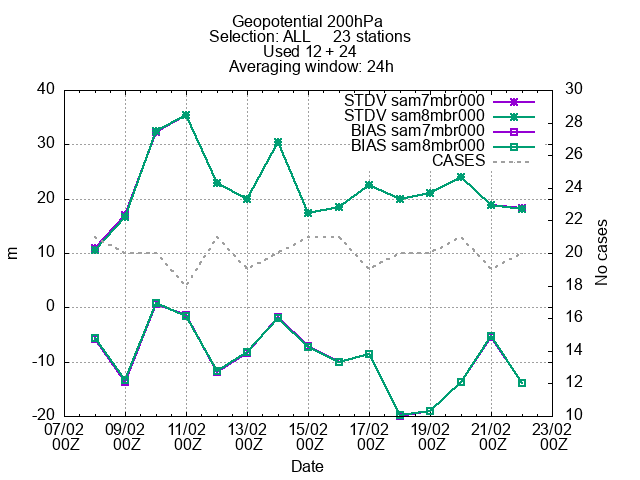 Geopotential 200hPa
Selection: ALL 23 stations
Used 12 + 24
Averaging window: 24h
STDV sam7mbr000
STDV sam8mbr000
BIAS sam7mbr000
BIAS sam8mbr000
CASES
40
30
20
10
0
-10
-20
m
30
28
26
24
22
20
18
16
14
12
10
No cases
07/02 09/02 11/02 13/02 15/02 17/02 19/02 21/02 23/02
00Z 00Z 00Z 00Z 00Z 00Z 00Z 00Z 00Z
Date